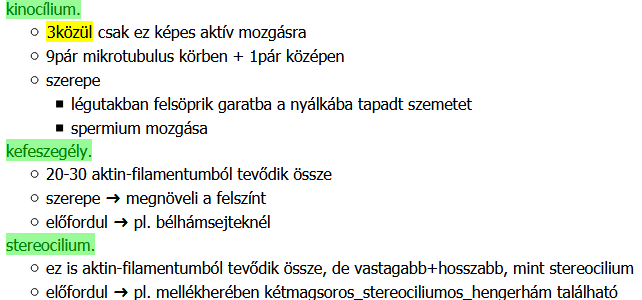 kinocílium.
3közül csak ez képes aktív mozgásra
9pár mikrotubulus körben + 1pár középen
szerepe
légutakban felsöprik garatba a nyálkába tapadt szemetet
spermium mozgása
kefeszegély.
20-30 aktin-filamentumból tevődik össze
szerepe ➜ megnöveli a felszínt
előfordul ➜ pl. bélhámsejteknél
stereocilium.
ez is aktin-filamentumból tevődik össze, de vastagabb+hosszabb, mint stereocilium
előfordul ➜ pl. mellékherében kétmagsoros_stereociliumos_hengerhám található